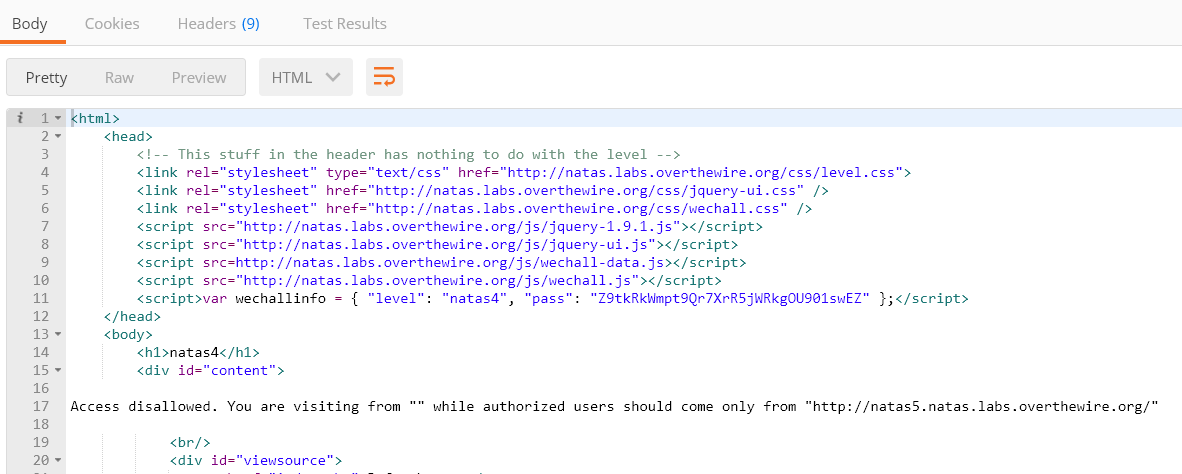 Body Cookies Headers (9) Test Results
Pretty Raw Preview HTML
i 1 <html>
2 <head>
3 <!-- This stuff in the header has nothing to do with the level -->
4 <link rel="stylesheet" type="text/css" href="http://natas.labs.overthewire.org/css/level.css">
5 <link rel="stylesheet" href="http://natas.labs.overthewire.org/css/jquery-ui.css" />
6 <link rel="stylesheet" href="http://natas.labs.overthewire.org/css/wechall.css" />
7 <script src="http://natas.labs.overthewire.org/js/jquery-1.9.1.js"></script>
8 <script src="http://natas.labs.overthewire.org/js/jquery-ui.js"></script>
9 <script src=http://natas.labs.overthewire.org/js/wechall-data.js></script>
10 <script src="http://natas.labs.overthewire.org/js/wechall.js"></script>
11 <script>var wechallinfo = { "level": "natas4", "pass": "Z9tkRkWmpt9Qr7XrR5jWRkgOU901swEZ" };</script>
12 </head>
13 <body>
14 <h1>natas4</h1>
15 <div id="content">
16
17 Access disallowed. You are visiting from "" while authorized users should come only from "http://natas5.natas.labs.overthewire.org/"
18
19 <br/>
20 <div id="viewsource">